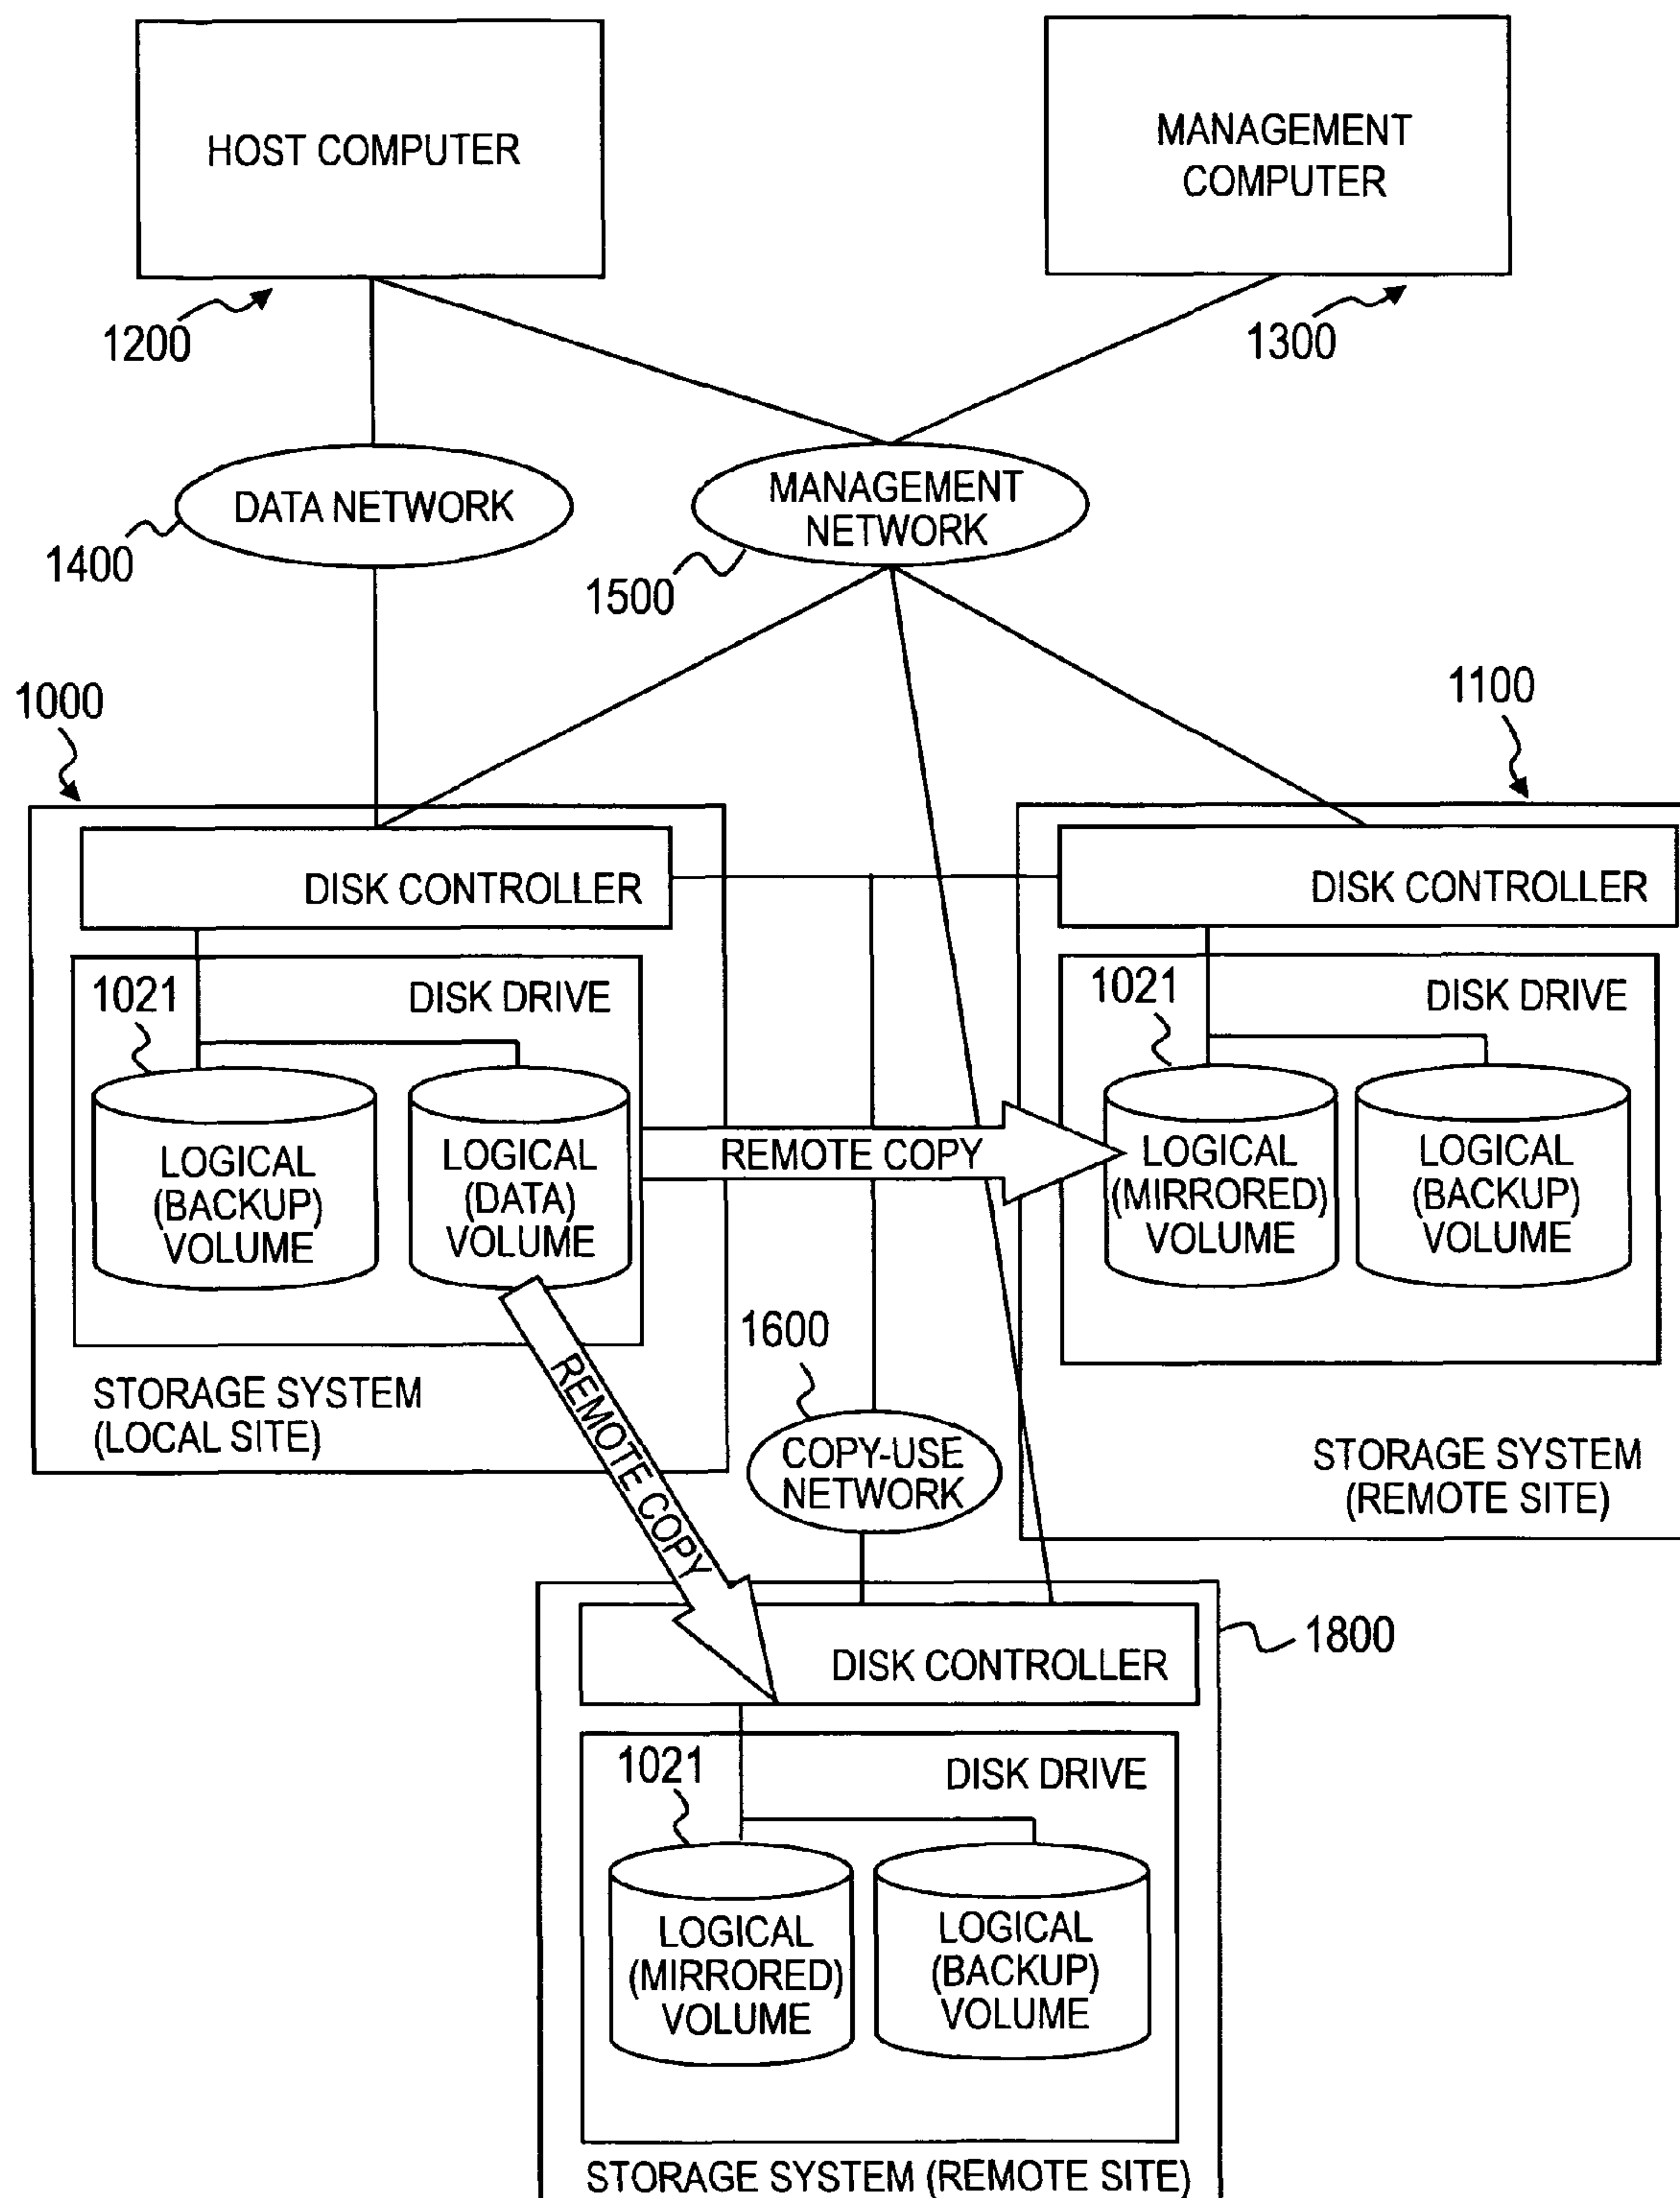 HOST COMPUTER
MANAGEMENT
COMPUTER
1200
1300
DATA NETWORK
MANAGEMENT
NETWORK
1400
1500
1000
1100
DISK CONTROLLER
DISK CONTROLLER
1021
DISK DRIVE
1021
DISK DRIVE
LOGICAL
(BACKUP)
VOLUME
LOGICAL
(DATA)
VOLUME
REMOTE COPY
LOGICAL
(MIRRORED)
VOLUME
LOGICAL
(BACKUP)
VOLUME
REMOTE COPY
1600
STORAGE SYSTEM
(LOCAL SITE)
COPY-USE
NETWORK
STORAGE SYSTEM
(REMOTE SITE)
1800
DISK CONTROLLER
1021
DISK DRIVE
LOGICAL
(MIRRORED)
VOLUME
LOGICAL
(BACKUP)
VOLUME
STORAGE SYSTEM (REMOTE SITE)